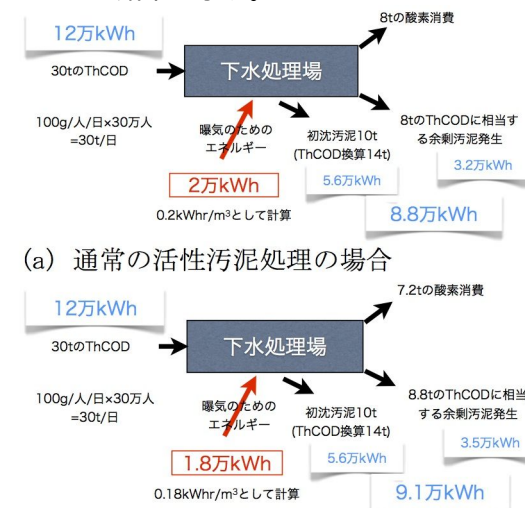 12万kWh
8tの酸素消費
30tのThCOD
下水処理場
100g/人/日×30万人
=30t/日
曝気のための
エネルギー
初沈汚泥10t
(ThCOD換算14t)
8tのThCODに相当す
る余剰汚泥発生
2万kWh
5.6万kWh
3.2万kWh
0.2kWhr/m³として計算
8.8万kWh
(a) 通常の活性汚泥処理の場合
12万kWh
7.2tの酸素消費
30tのThCOD
下水処理場
100g/人/日×30万人
=30t/日
曝気のための
エネルギー
初沈汚泥10t
(ThCOD換算14t)
8.8tのThCODに相当
する余剰汚泥発生
1.8万kWh
5.6万kWh
3.5万kWh
0.18kWhr/m³として計算
9.1万kWh